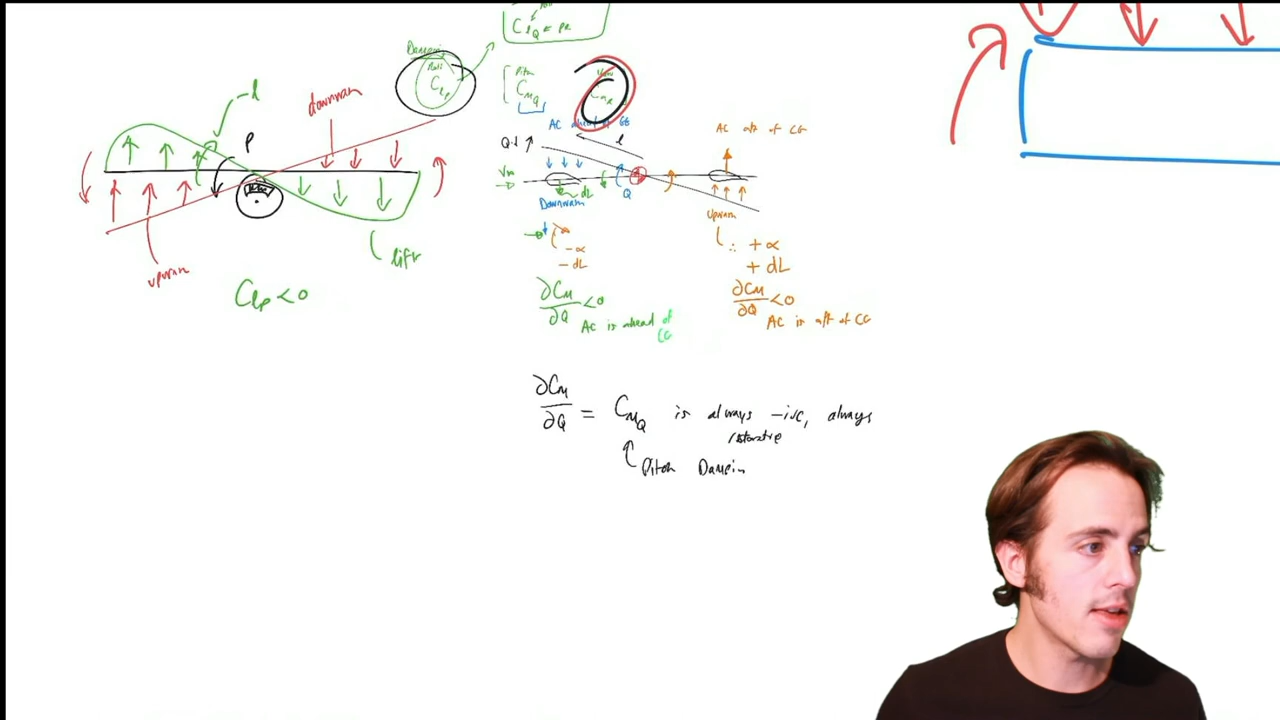 C_lQ
Damping
Roll
C_lp
Pitch
C_MQ
Yaw
C_nR
-L
downwash
P
AC ahead of CG
Q·l
l
AC aft of CG
V∞
dL
Q
Downwash
Upwash
upwash
lift
-α
-dL
∴ +α
+dL
C_lp < 0
∂C_M/∂Q < 0
AC is ahead of CG
∂C_M/∂Q < 0
AC is aft of CG
∂C_M/∂Q = C_MQ is always -ive, always
restorative
Pitch Damping